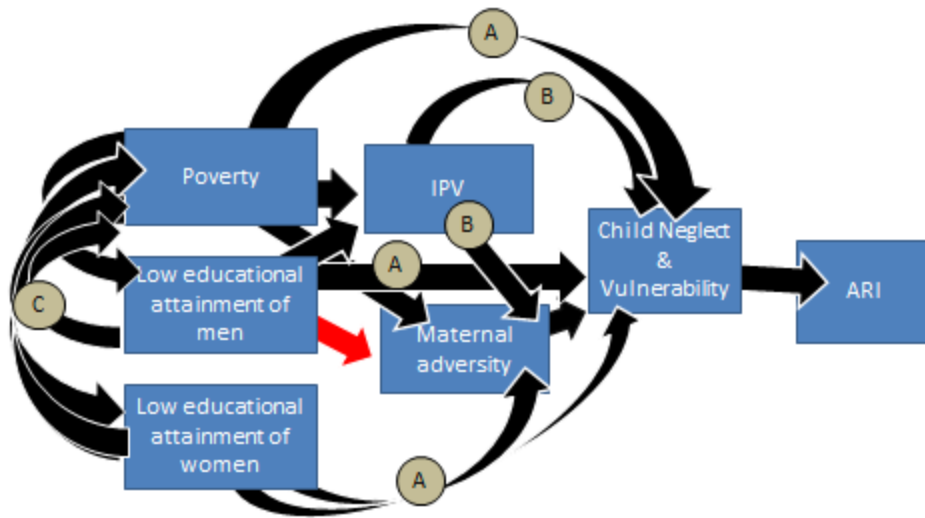 A
B
Poverty
IPV
B
Child Neglect
&
Vulnerability
A
Low educational
attainment of
men
ARI
C
Maternal
adversity
Low educational
attainment of
women
A